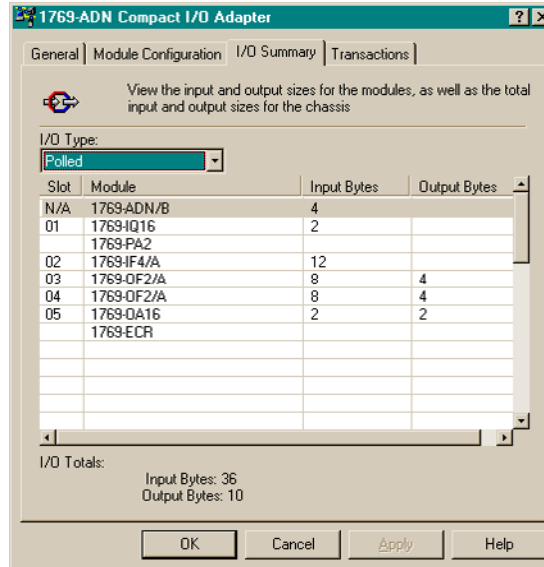 1769-ADN Compact I/O Adapter
General Module Configuration I/O Summary Transactions
View the input and output sizes for the modules, as well as the total
input and output sizes for the chassis
I/O Type:
Polled
Slot Module Input Bytes Output Bytes
N/A 1769-ADN/B 4
01 1769-IQ16 2
1769-PA2
02 1769-IF4/A 12
03 1769-OF2/A 8 4
04 1769-OF2/A 8 4
05 1769-OA16 2 2
1769-ECR
I/O Totals:
Input Bytes: 36
Output Bytes: 10
OK Cancel Apply Help